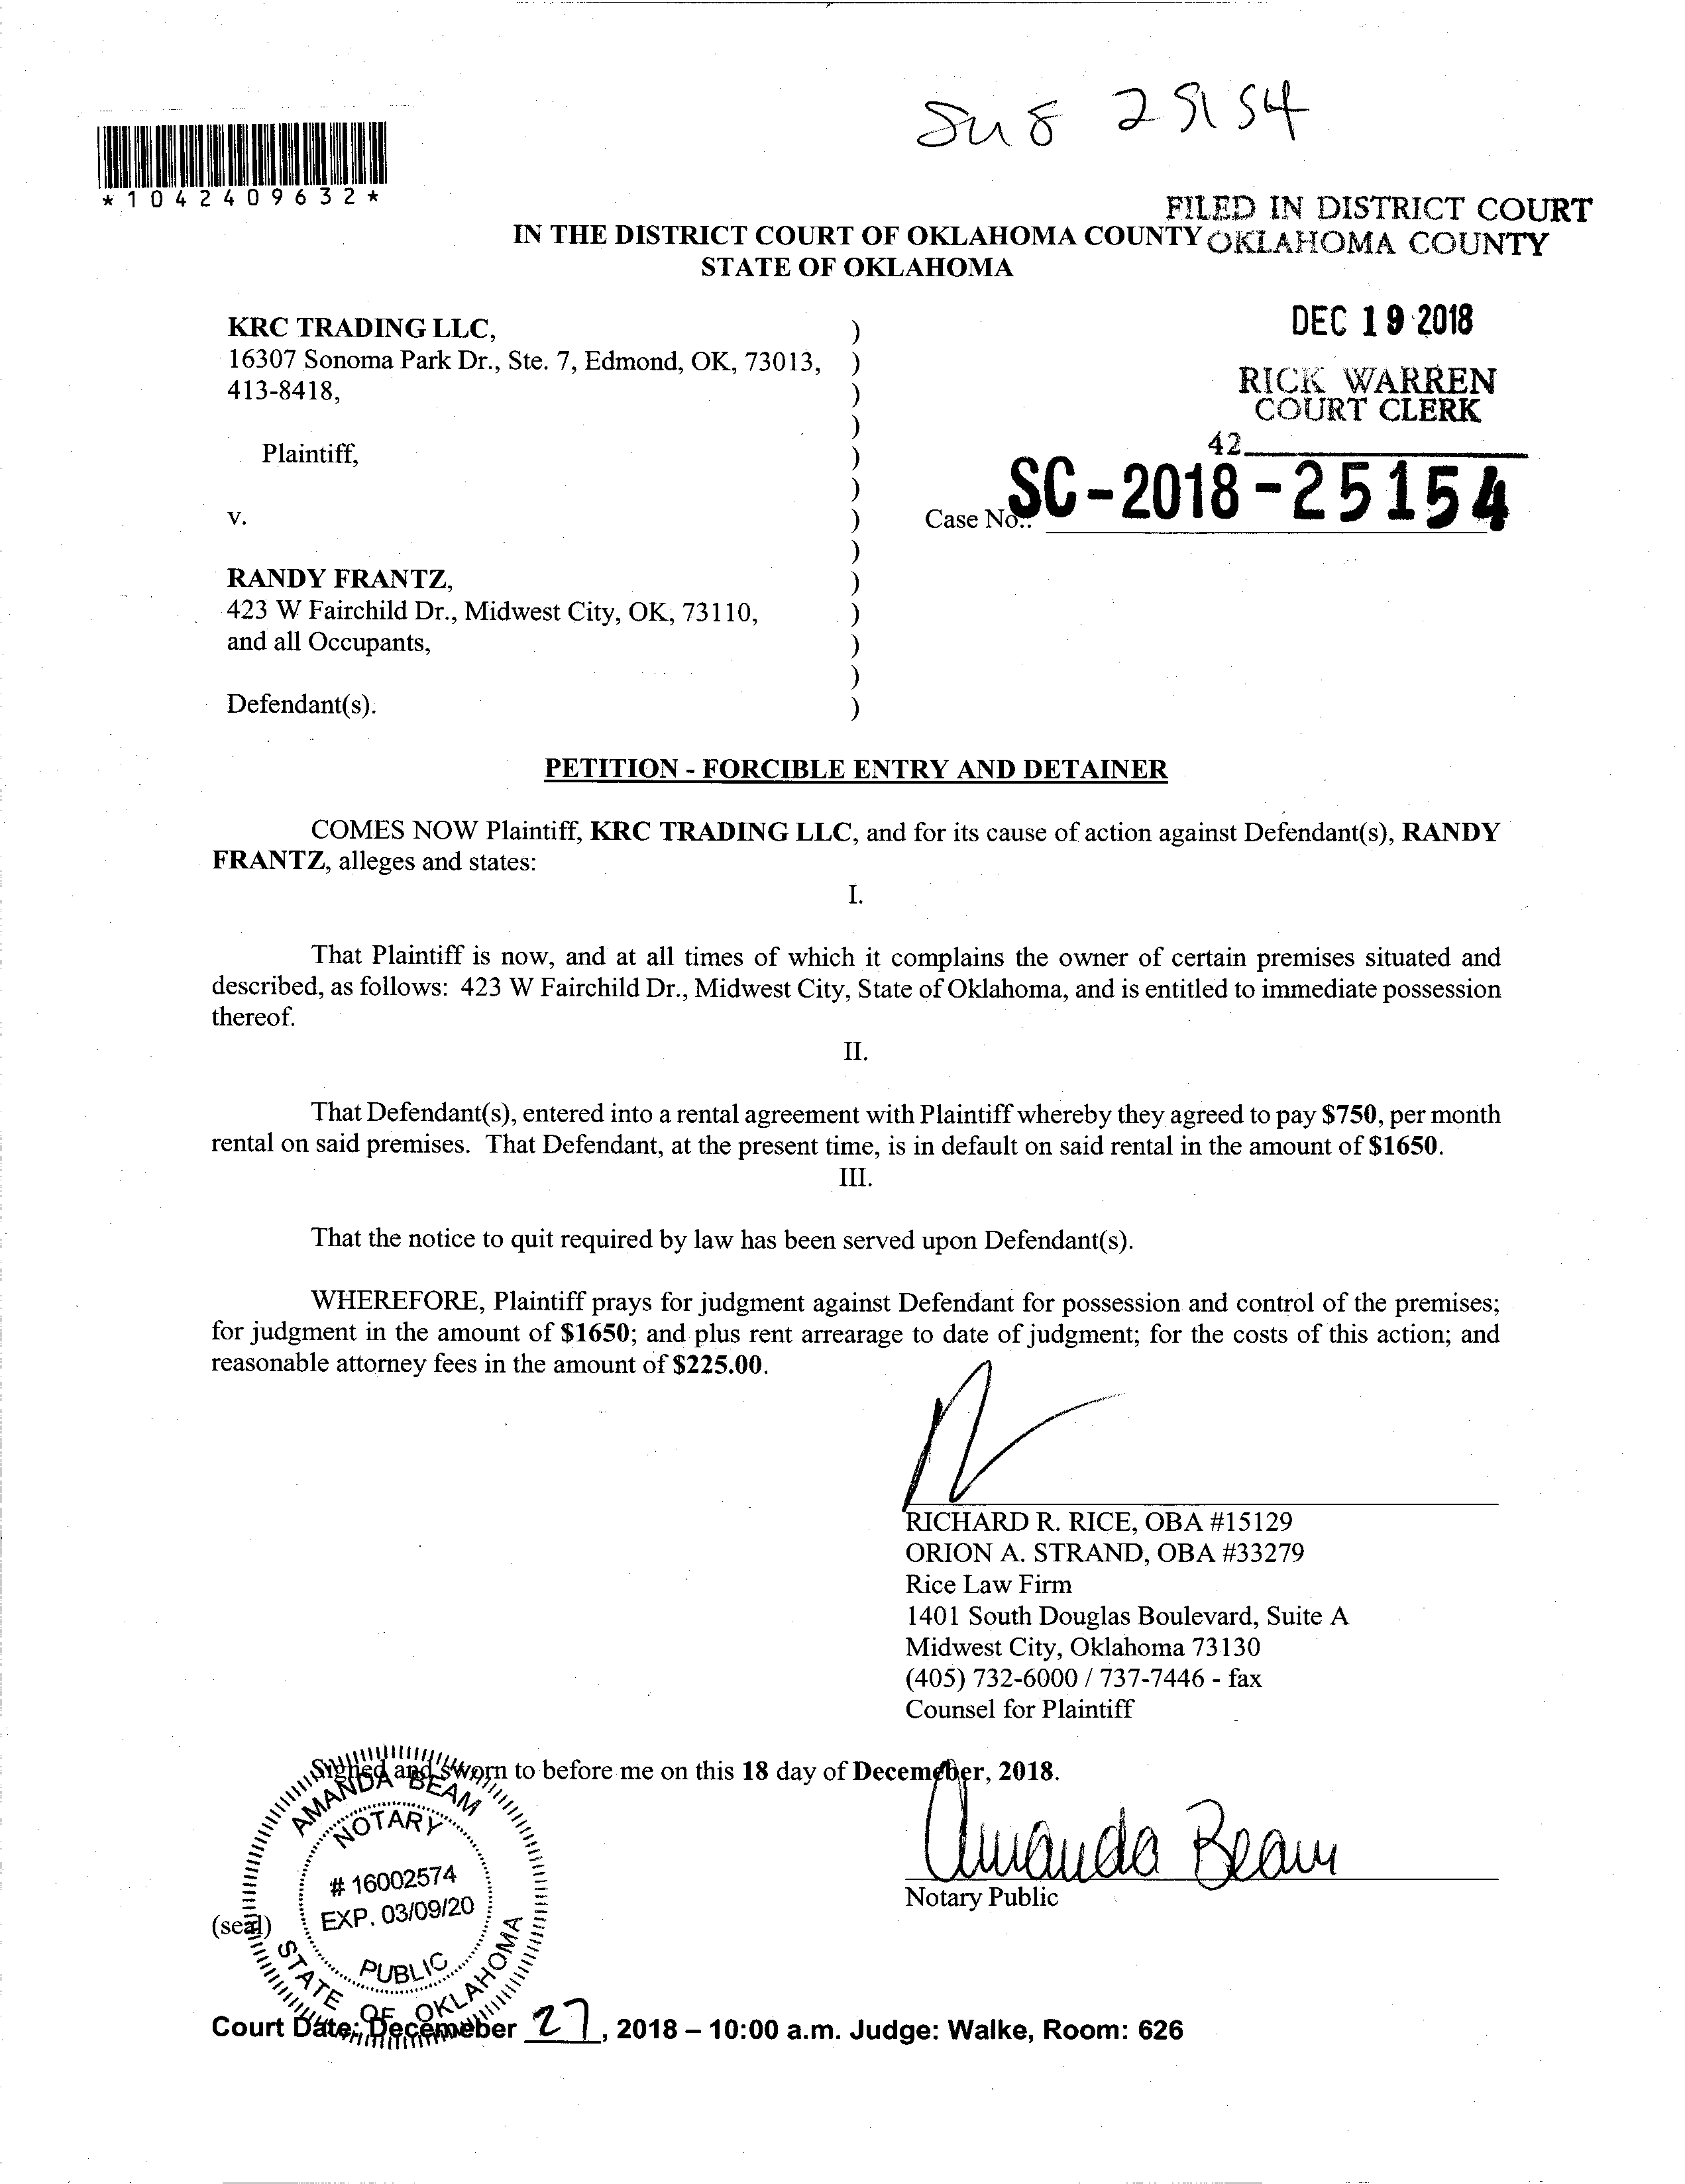 *1042409632*
FILED IN DISTRICT COURT
OKLAHOMA COUNTY
IN THE DISTRICT COURT OF OKLAHOMA COUNTY
STATE OF OKLAHOMA
DEC 19 2018
RICK WARREN
COURT CLERK
42
KRC TRADING LLC,
16307 Sonoma Park Dr., Ste. 7, Edmond, OK, 73013,
413-8418,
Plaintiff,
v.
Case No.: SC-2018-25154
RANDY FRANTZ,
423 W Fairchild Dr., Midwest City, OK, 73110,
and all Occupants,
Defendant(s).
) ) ) ) ) ) ) ) ) ) ) ) )
PETITION - FORCIBLE ENTRY AND DETAINER
COMES NOW Plaintiff, KRC TRADING LLC, and for its cause of action against Defendant(s), RANDY
FRANTZ, alleges and states:
I.
That Plaintiff is now, and at all times of which it complains the owner of certain premises situated and
described, as follows: 423 W Fairchild Dr., Midwest City, State of Oklahoma, and is entitled to immediate possession
thereof.
II.
That Defendant(s), entered into a rental agreement with Plaintiff whereby they agreed to pay $750, per month
rental on said premises. That Defendant, at the present time, is in default on said rental in the amount of $1650.
III.
That the notice to quit required by law has been served upon Defendant(s).
WHEREFORE, Plaintiff prays for judgment against Defendant for possession and control of the premises;
for judgment in the amount of $1650; and plus rent arrearage to date of judgment; for the costs of this action; and
reasonable attorney fees in the amount of $225.00.
RICHARD R. RICE, OBA #15129
ORION A. STRAND, OBA #33279
Rice Law Firm
1401 South Douglas Boulevard, Suite A
Midwest City, Oklahoma 73130
(405) 732-6000 / 737-7446 - fax
Counsel for Plaintiff
Signed and sworn to before me on this 18 day of Decemeber, 2018.
Amanda Beam
Notary Public
(seal)
AMANDA BEAM
NOTARY
# 16002574
EXP. 03/09/20
PUBLIC
STATE OF OKLAHOMA
Court Date: Decemeber 27, 2018 – 10:00 a.m. Judge: Walke, Room: 626